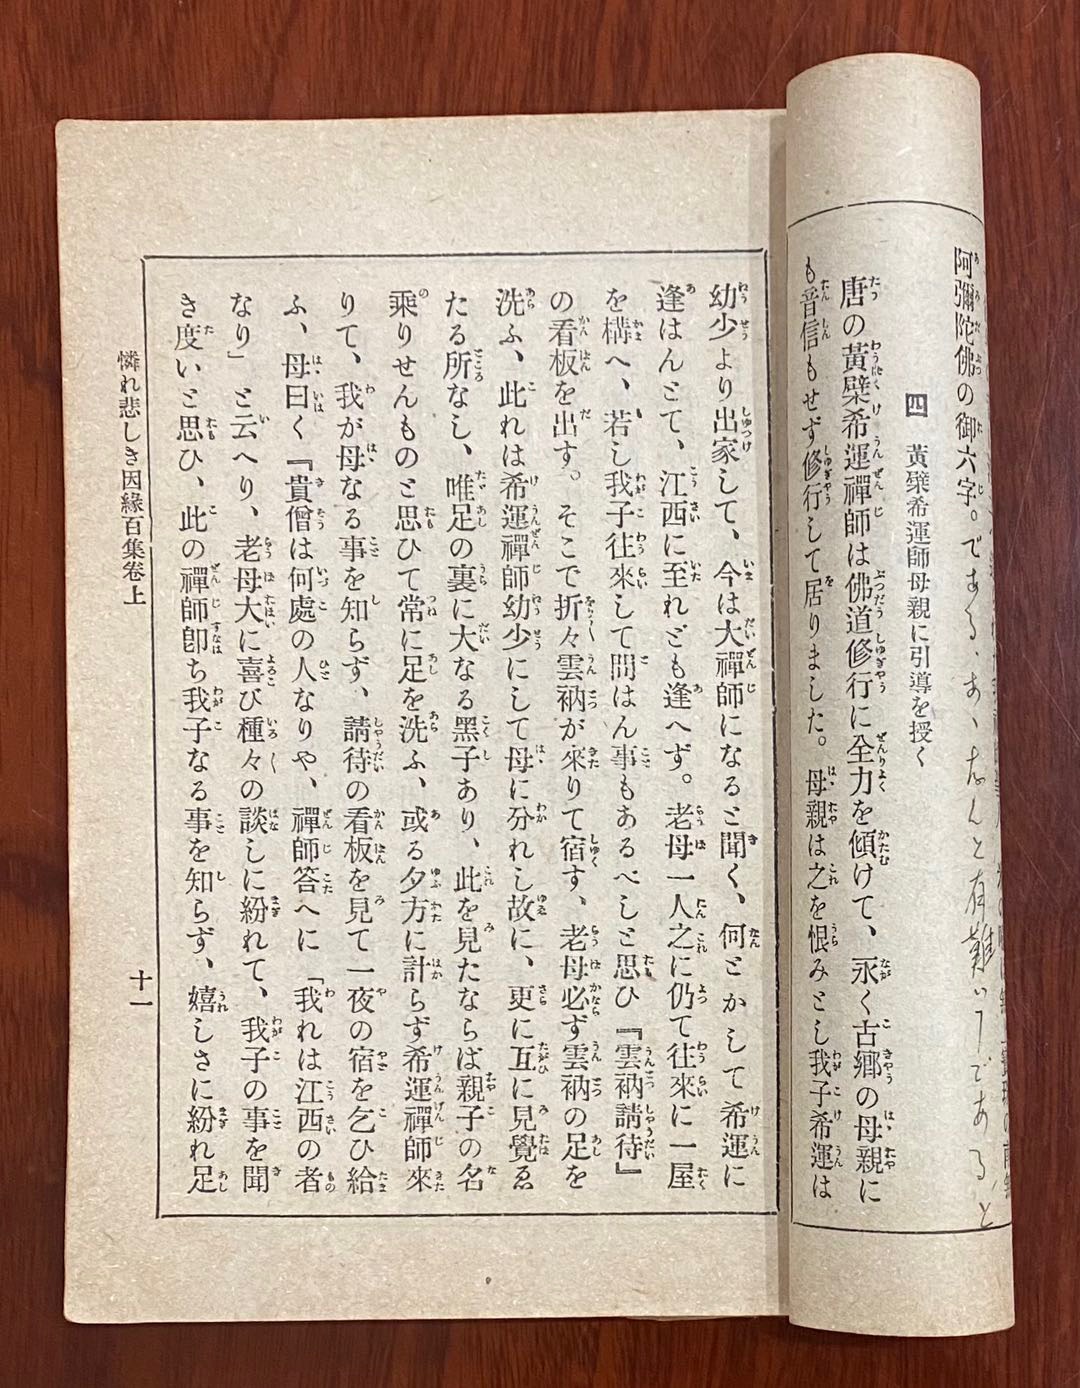 阿彌陀佛の御六字。である、あゝなんと有難い事であると
四　黃檗希運師母親に引導を授く
唐の黃檗希運禪師は佛道修行に全力を傾けて、永く古鄕の母親に
も音信もせず修行して居りました。母親は之を恨みとし我子希運は
幼少より出家して、今は大禪師になると聞く、何とかして希運に
逢はんとて、江西に至れども逢へず。老母一人之に仍て往來に一屋
を構へ、若し我子往來して問はん事もあるべしと思ひ『雲衲請待』
の看板を出す。そこで折々雲衲が來りて宿す、老母必ず雲衲の足を
洗ふ、此れは希運禪師幼少にして母に分れし故に、更に互に見覺ゑ
たる所なし、唯足の裏に大なる黑子あり、此を見たならば親子の名
乘りせんものと思ひて常に足を洗ふ、或る夕方に計らず希運禪師來
りて、我が母なる事を知らず、請待の看板を見て一夜の宿を乞ひ給
ふ、母曰く『貴僧は何處の人なりや、禪師答へに「我れは江西の者
なり」と云へり、老母大に喜び種々の談しに紛れて、我子の事を聞
き度いと思ひ、此の禪師卽ち我子なる事を知らず、嬉しさに紛れ足
憐れ悲しき因緣百集卷上
十一